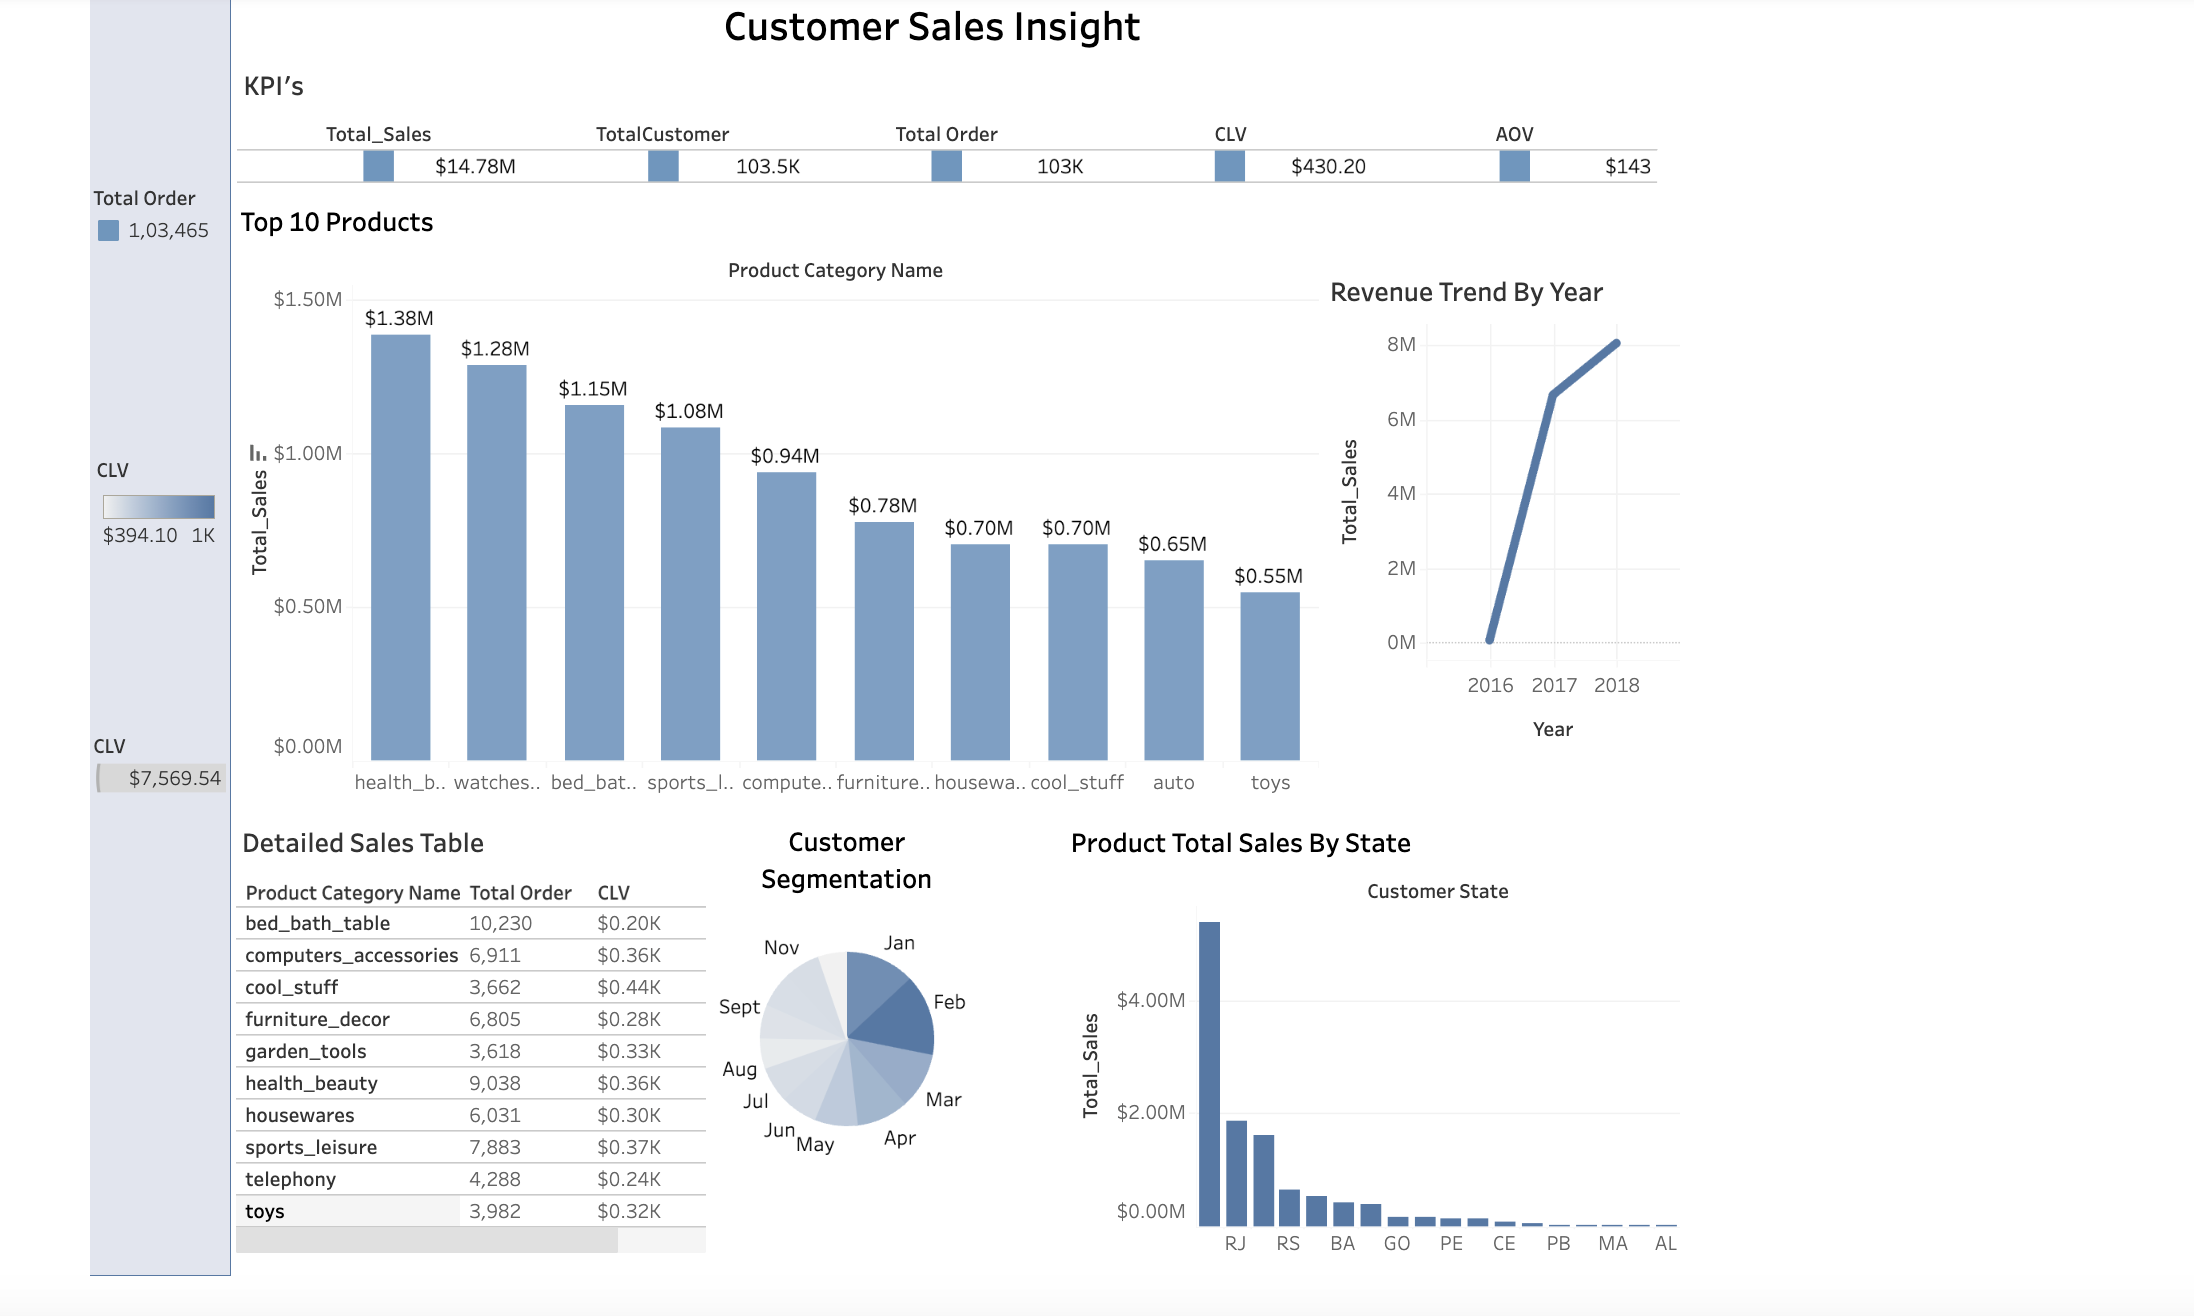 Customer Sales Insight
KPI's
Total_Sales TotalCustomer Total Order CLV AOV
$14.78M 103.5K 103K $430.20 $143
Total Order
1,03,465
CLV
$394.10 1K
CLV
$7,569.54
Top 10 Products
Product Category Name
$1.50M
$1.00M
$0.50M
$0.00M
Total_Sales
$1.38M
$1.28M
$1.15M
$1.08M
$0.94M
$0.78M
$0.70M
$0.70M
$0.65M
$0.55M
health_b.. watches.. bed_bat.. sports_l.. compute.. furniture.. housewa.. cool_stuff auto toys
Revenue Trend By Year
8M
6M
4M
2M
0M
Total_Sales
2016 2017 2018
Year
Detailed Sales Table
Product Category Name Total Order CLV
bed_bath_table 10,230 $0.20K
computers_accessories 6,911 $0.36K
cool_stuff 3,662 $0.44K
furniture_decor 6,805 $0.28K
garden_tools 3,618 $0.33K
health_beauty 9,038 $0.36K
housewares 6,031 $0.30K
sports_leisure 7,883 $0.37K
telephony 4,288 $0.24K
toys 3,982 $0.32K
Customer
Segmentation
Jan
Feb
Mar
Apr
May
Jun
Jul
Aug
Sept
Nov
Product Total Sales By State
Customer State
$4.00M
$2.00M
$0.00M
Total_Sales
RJ RS BA GO PE CE PB MA AL